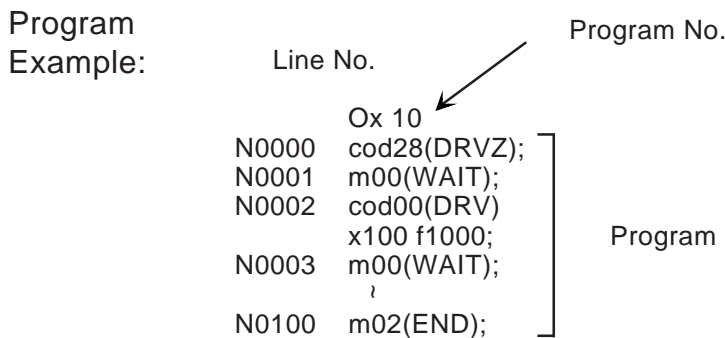 Program
Example:
Line No.
Program No.
Ox 10
N0000 cod28(DRVZ);
N0001 m00(WAIT);
N0002 cod00(DRV)
x100 f1000;
N0003 m00(WAIT);
≀
N0100 m02(END);
Program